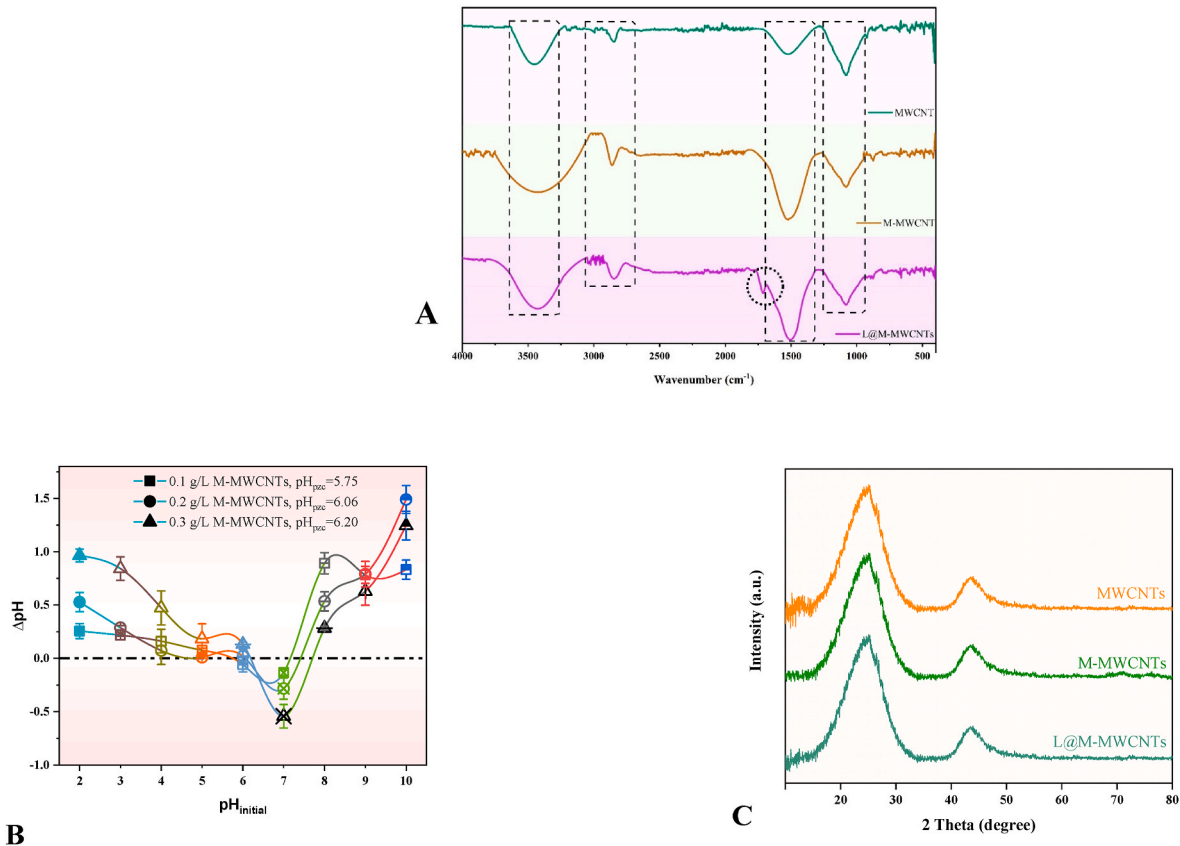 MWCNT
M-MWCNT
L@M-MWCNTs
4000 3500 3000 2500 2000 1500 1000 500
Wavenumber (cm⁻¹)
A
0.1 g/L M-MWCNTs, pHpzc=5.75
0.2 g/L M-MWCNTs, pHpzc=6.06
0.3 g/L M-MWCNTs, pHpzc=6.20
1.5
1.0
0.5
0.0
-0.5
-1.0
ΔpH
2 3 4 5 6 7 8 9 10
pHinitial
B
MWCNTs
M-MWCNTs
L@M-MWCNTs
Intensity (a.u.)
20 30 40 50 60 70 80
2 Theta (degree)
C